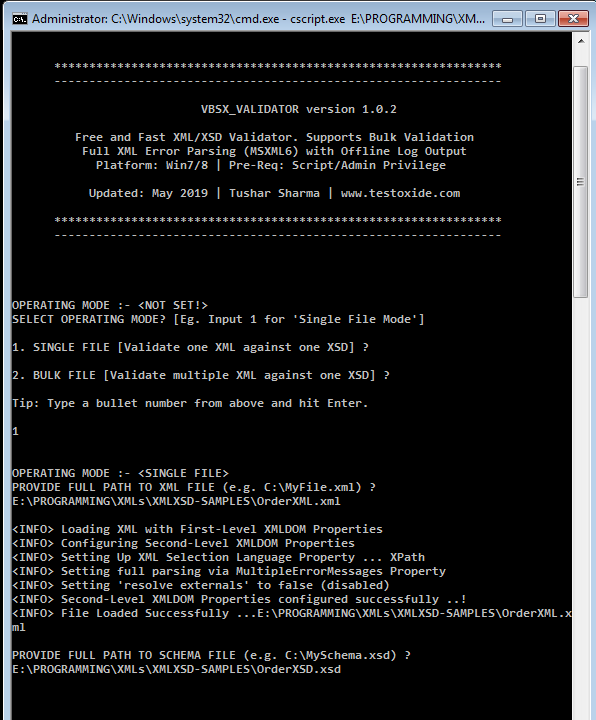 Administrator: C:\Windows\system32\cmd.exe - cscript.exe E:\PROGRAMMING\XM...
****************************************************************
----------------------------------------------------------------
VBSX_VALIDATOR version 1.0.2
Free and Fast XML/XSD Validator. Supports Bulk Validation
Full XML Error Parsing (MSXML6) with Offline Log Output
Platform: Win7/8 | Pre-Req: Script/Admin Privilege
Updated: May 2019 | Tushar Sharma | www.testoxide.com
****************************************************************
----------------------------------------------------------------
OPERATING MODE :- <NOT SET!>
SELECT OPERATING MODE? [Eg. Input 1 for 'Single File Mode']
1. SINGLE FILE [Validate one XML against one XSD] ?
2. BULK FILE [Validate multiple XML against one XSD] ?
Tip: Type a bullet number from above and hit Enter.
1
OPERATING MODE :- <SINGLE FILE>
PROVIDE FULL PATH TO XML FILE (e.g. C:\MyFile.xml) ?
E:\PROGRAMMING\XMLs\XMLXSD-SAMPLES\OrderXML.xml
<INFO> Loading XML with First-Level XMLDOM Properties
<INFO> Configuring Second-Level XMLDOM Properties
<INFO> Setting Up XML Selection Language Property ... XPath
<INFO> Setting full parsing via MultipleErrorMessages Property
<INFO> Setting 'resolve externals' to false (disabled)
<INFO> Second-Level XMLDOM Properties configured successfully ..!
<INFO> File Loaded Successfully ...E:\PROGRAMMING\XMLs\XMLXSD-SAMPLES\OrderXML.x
ml
PROVIDE FULL PATH TO SCHEMA FILE (e.g. C:\MySchema.xsd) ?
E:\PROGRAMMING\XMLs\XMLXSD-SAMPLES\OrderXSD.xsd